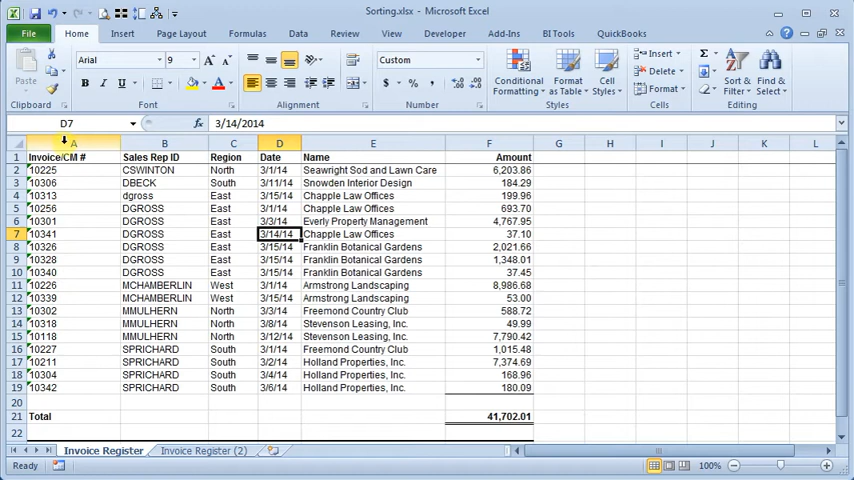 Sorting.xlsx - Microsoft Excel
File Home Insert Page Layout Formulas Data Review View Developer Add-Ins BI Tools QuickBooks
Paste Arial 9 Custom Conditional Formatting Format as Table Cell Styles Insert Delete Format Sort & Filter Find & Select
Clipboard Font Alignment Number Styles Cells Editing
D7 fx 3/14/2014
A B C D E F G H I J K L
1 Invoice/CM # Sales Rep ID Region Date Name Amount
2 10225 CSWINTON North 3/1/14 Seawright Sod and Lawn Care 6,203.86
3 10306 DBECK South 3/11/14 Snowden Interior Design 184.29
4 10313 dgross East 3/15/14 Chapple Law Offices 199.96
5 10256 DGROSS East 3/1/14 Chapple Law Offices 693.70
6 10301 DGROSS East 3/3/14 Everly Property Management 4,767.95
7 10341 DGROSS East 3/14/14 Chapple Law Offices 37.10
8 10326 DGROSS East 3/15/14 Franklin Botanical Gardens 2,021.66
9 10328 DGROSS East 3/15/14 Franklin Botanical Gardens 1,348.01
10 10340 DGROSS East 3/15/14 Franklin Botanical Gardens 37.45
11 10226 MCHAMBERLIN West 3/1/14 Armstrong Landscaping 8,986.68
12 10339 MCHAMBERLIN West 3/15/14 Armstrong Landscaping 53.00
13 10302 MMULHERN North 3/3/14 Freemond Country Club 588.72
14 10318 MMULHERN North 3/8/14 Stevenson Leasing, Inc. 49.99
15 10118 MMULHERN North 3/12/14 Stevenson Leasing, Inc. 7,790.42
16 10227 SPRICHARD South 3/1/14 Freemond Country Club 1,015.48
17 10211 SPRICHARD South 3/2/14 Holland Properties, Inc. 7,374.69
18 10304 SPRICHARD South 3/4/14 Holland Properties, Inc. 168.96
19 10342 SPRICHARD South 3/6/14 Holland Properties, Inc. 180.09
20
21 Total 41,702.01
22
Invoice Register Invoice Register (2)
Ready 100%